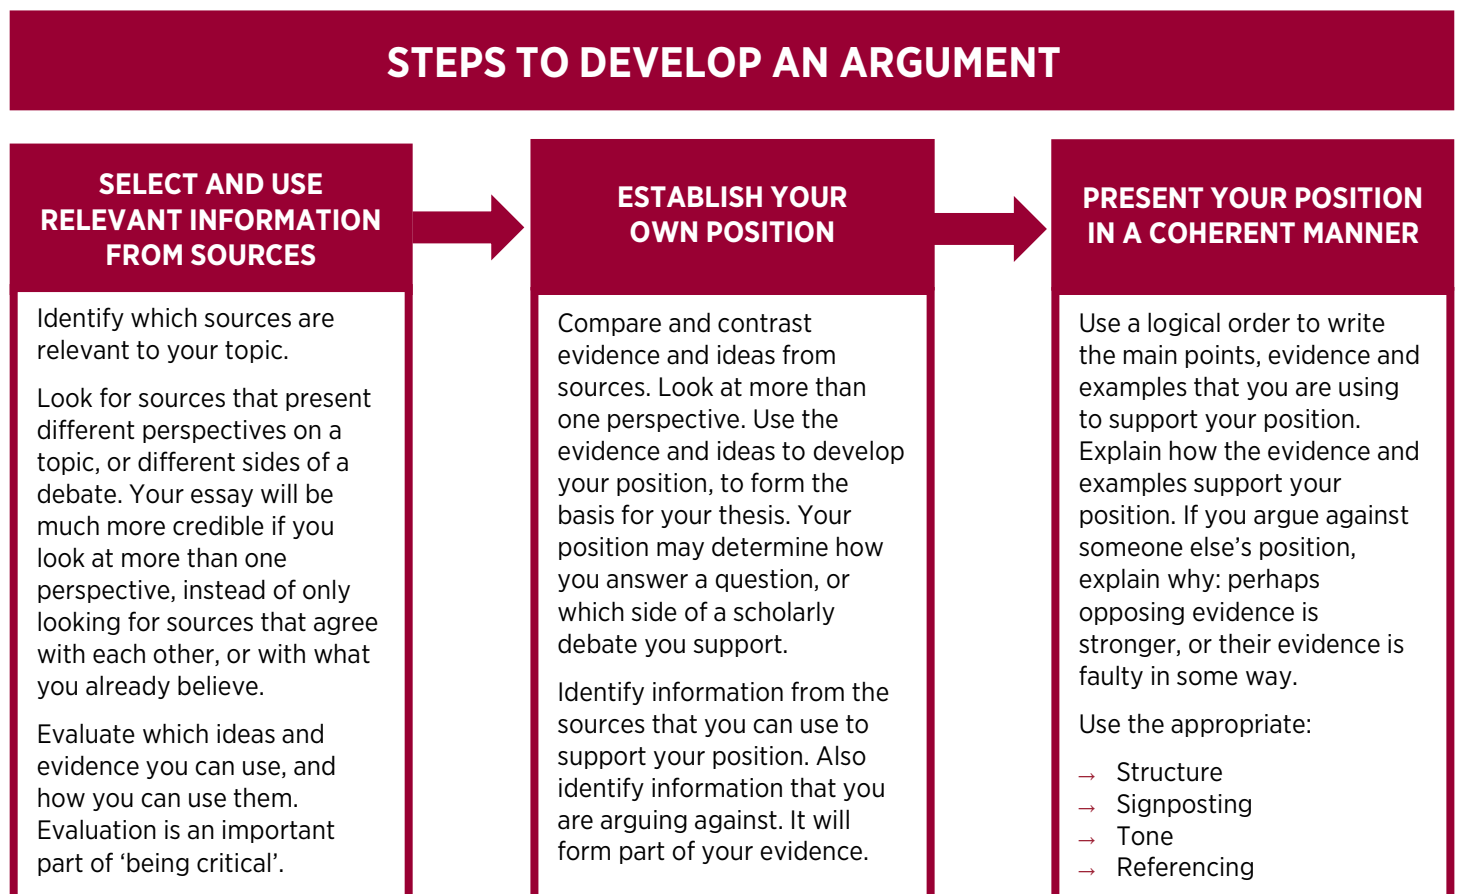 STEPS TO DEVELOP AN ARGUMENT
SELECT AND USE
RELEVANT INFORMATION
FROM SOURCES
Identify which sources are
relevant to your topic.
Look for sources that present
different perspectives on a
topic, or different sides of a
debate. Your essay will be
much more credible if you
look at more than one
perspective, instead of only
looking for sources that agree
with each other, or with what
you already believe.
Evaluate which ideas and
evidence you can use, and
how you can use them.
Evaluation is an important
part of ‘being critical’.
ESTABLISH YOUR
OWN POSITION
Compare and contrast
evidence and ideas from
sources. Look at more than
one perspective. Use the
evidence and ideas to develop
your position, to form the
basis for your thesis. Your
position may determine how
you answer a question, or
which side of a scholarly
debate you support.
Identify information from the
sources that you can use to
support your position. Also
identify information that you
are arguing against. It will
form part of your evidence.
PRESENT YOUR POSITION
IN A COHERENT MANNER
Use a logical order to write
the main points, evidence and
examples that you are using
to support your position.
Explain how the evidence and
examples support your
position. If you argue against
someone else’s position,
explain why: perhaps
opposing evidence is
stronger, or their evidence is
faulty in some way.
Use the appropriate:
→ Structure
→ Signposting
→ Tone
→ Referencing